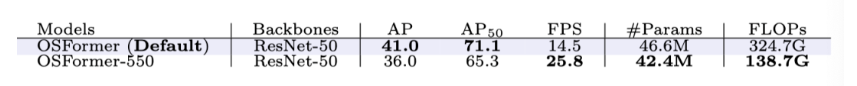 Models Backbones AP AP50 FPS #Params FLOPs
OSFormer (Default) ResNet-50 41.0 71.1 14.5 46.6M 324.7G
OSFormer-550 ResNet-50 36.0 65.3 25.8 42.4M 138.7G